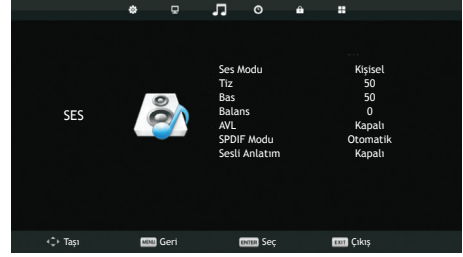 SES
Ses Modu Kişisel
Tiz 50
Bas 50
Balans 0
AVL Kapalı
SPDIF Modu Otomatik
Sesli Anlatım Kapalı
Taşı MENU Geri ENTER Seç EXIT Çıkış